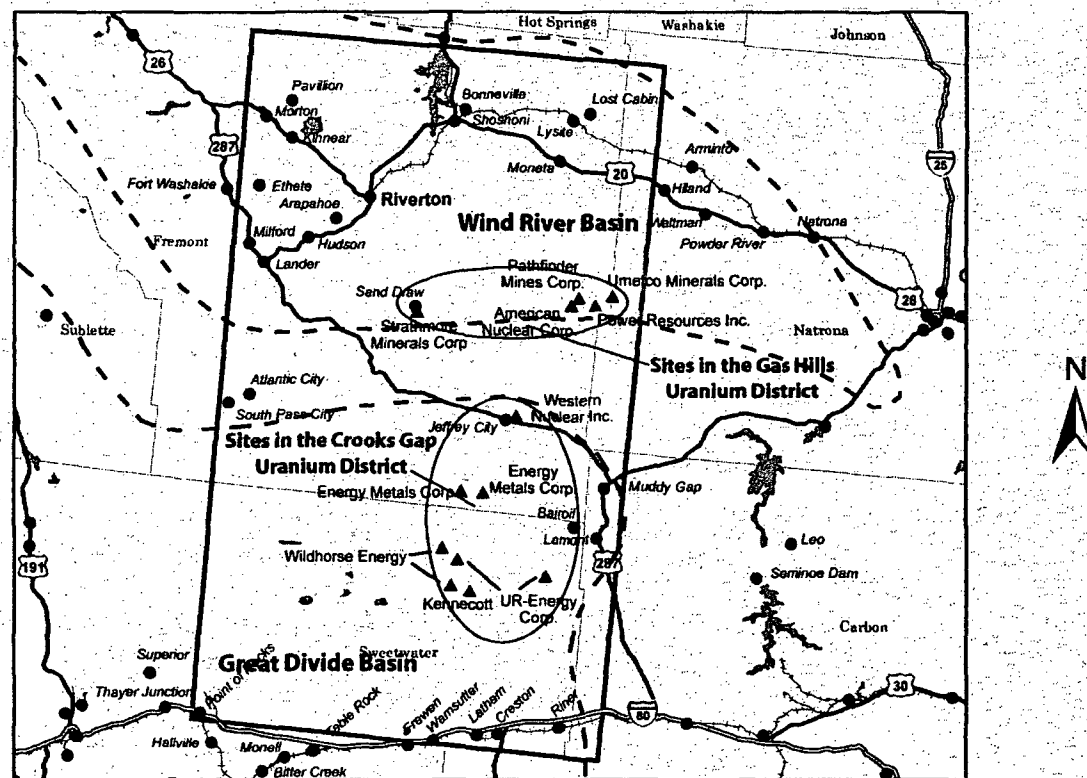 Hot Springs
Washakie
Johnson
26
Pavillion
Bonneville
Lost Cabin
Morton
Shoshoni
Kinnear
Lysite
287
Arminto
25
Moneta
20
Fort Washakie
Ethete
Hiland
Riverton
Arapahoe
Waltman
Natrona
Wind River Basin
Milford
Powder River
Fremont
Hudson
Lander
Pathfinder
Mines Corp.
Umetco Minerals Corp.
Sand Draw
American
Nuclear Corp.
Power Resources Inc.
Strathmore
Minerals Corp
26
Sublette
Natrona
Sites in the Gas Hills
Uranium District
N
Atlantic City
South Pass City
Western
Nuclear Inc.
Jeffrey City
Sites in the Crooks Gap
Uranium District
Energy
Metals Corp
Energy Metals Corp
Muddy Gap
Bairoil
Lamont
Leo
191
287
Wildhorse Energy
Seminoe Dam
Kennecott
UR-Energy
Corp.
Carbon
Sweetwater
Great Divide Basin
Superior
Point of Rocks
Thayer Junction
30
Table Rock
Frewen
Wamsutter
Latham
Creston
Riner
80
Hallville
Monell
Bitter Creek